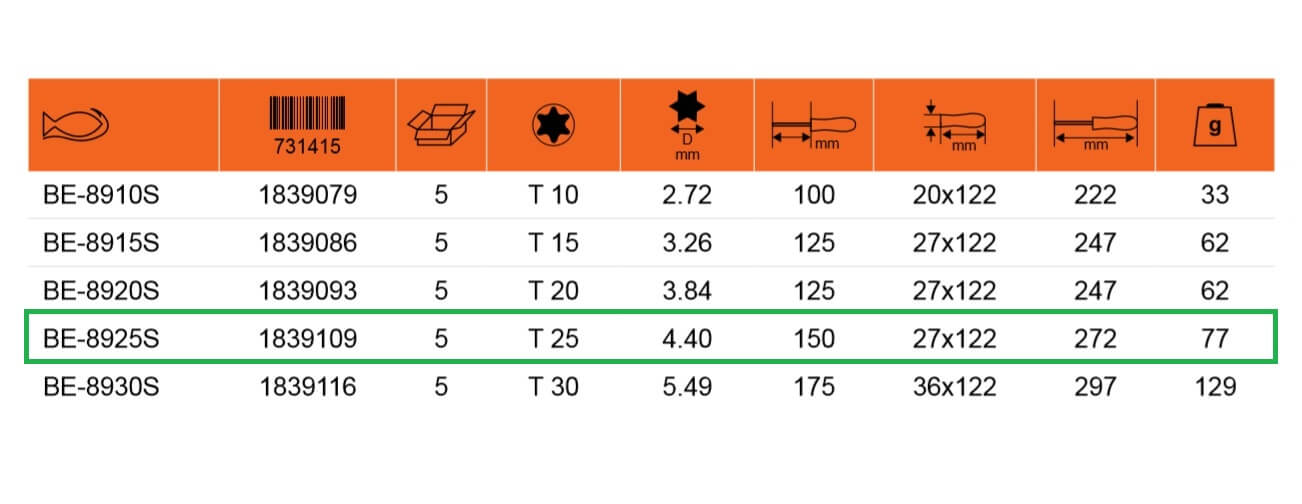 731415 D mm mm mm mm g
BE-8910S 1839079 5 T 10 2.72 100 20x122 222 33
BE-8915S 1839086 5 T 15 3.26 125 27x122 247 62
BE-8920S 1839093 5 T 20 3.84 125 27x122 247 62
BE-8925S 1839109 5 T 25 4.40 150 27x122 272 77
BE-8930S 1839116 5 T 30 5.49 175 36x122 297 129